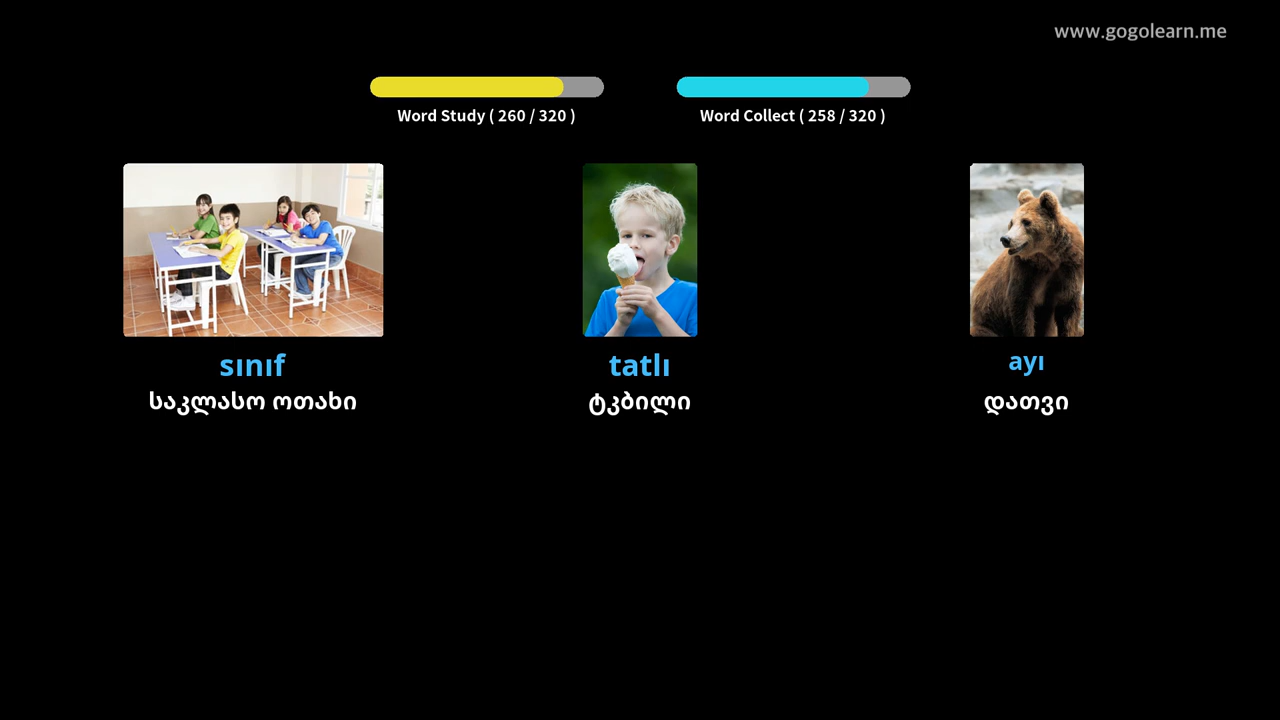 www.gogolearn.me
Word Study ( 260 / 320 )
Word Collect ( 258 / 320 )
sınıf
საკლასო ოთახი
tatlı
ტკბილი
ayı
დათვი